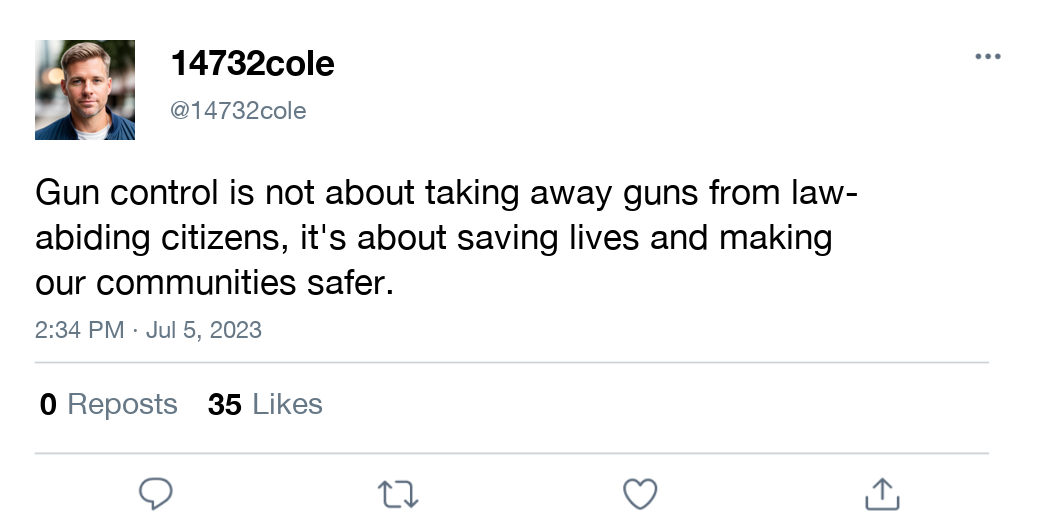 14732cole
@14732cole
Gun control is not about taking away guns from law-
abiding citizens, it's about saving lives and making
our communities safer.
2:34 PM · Jul 5, 2023
0 Reposts 35 Likes